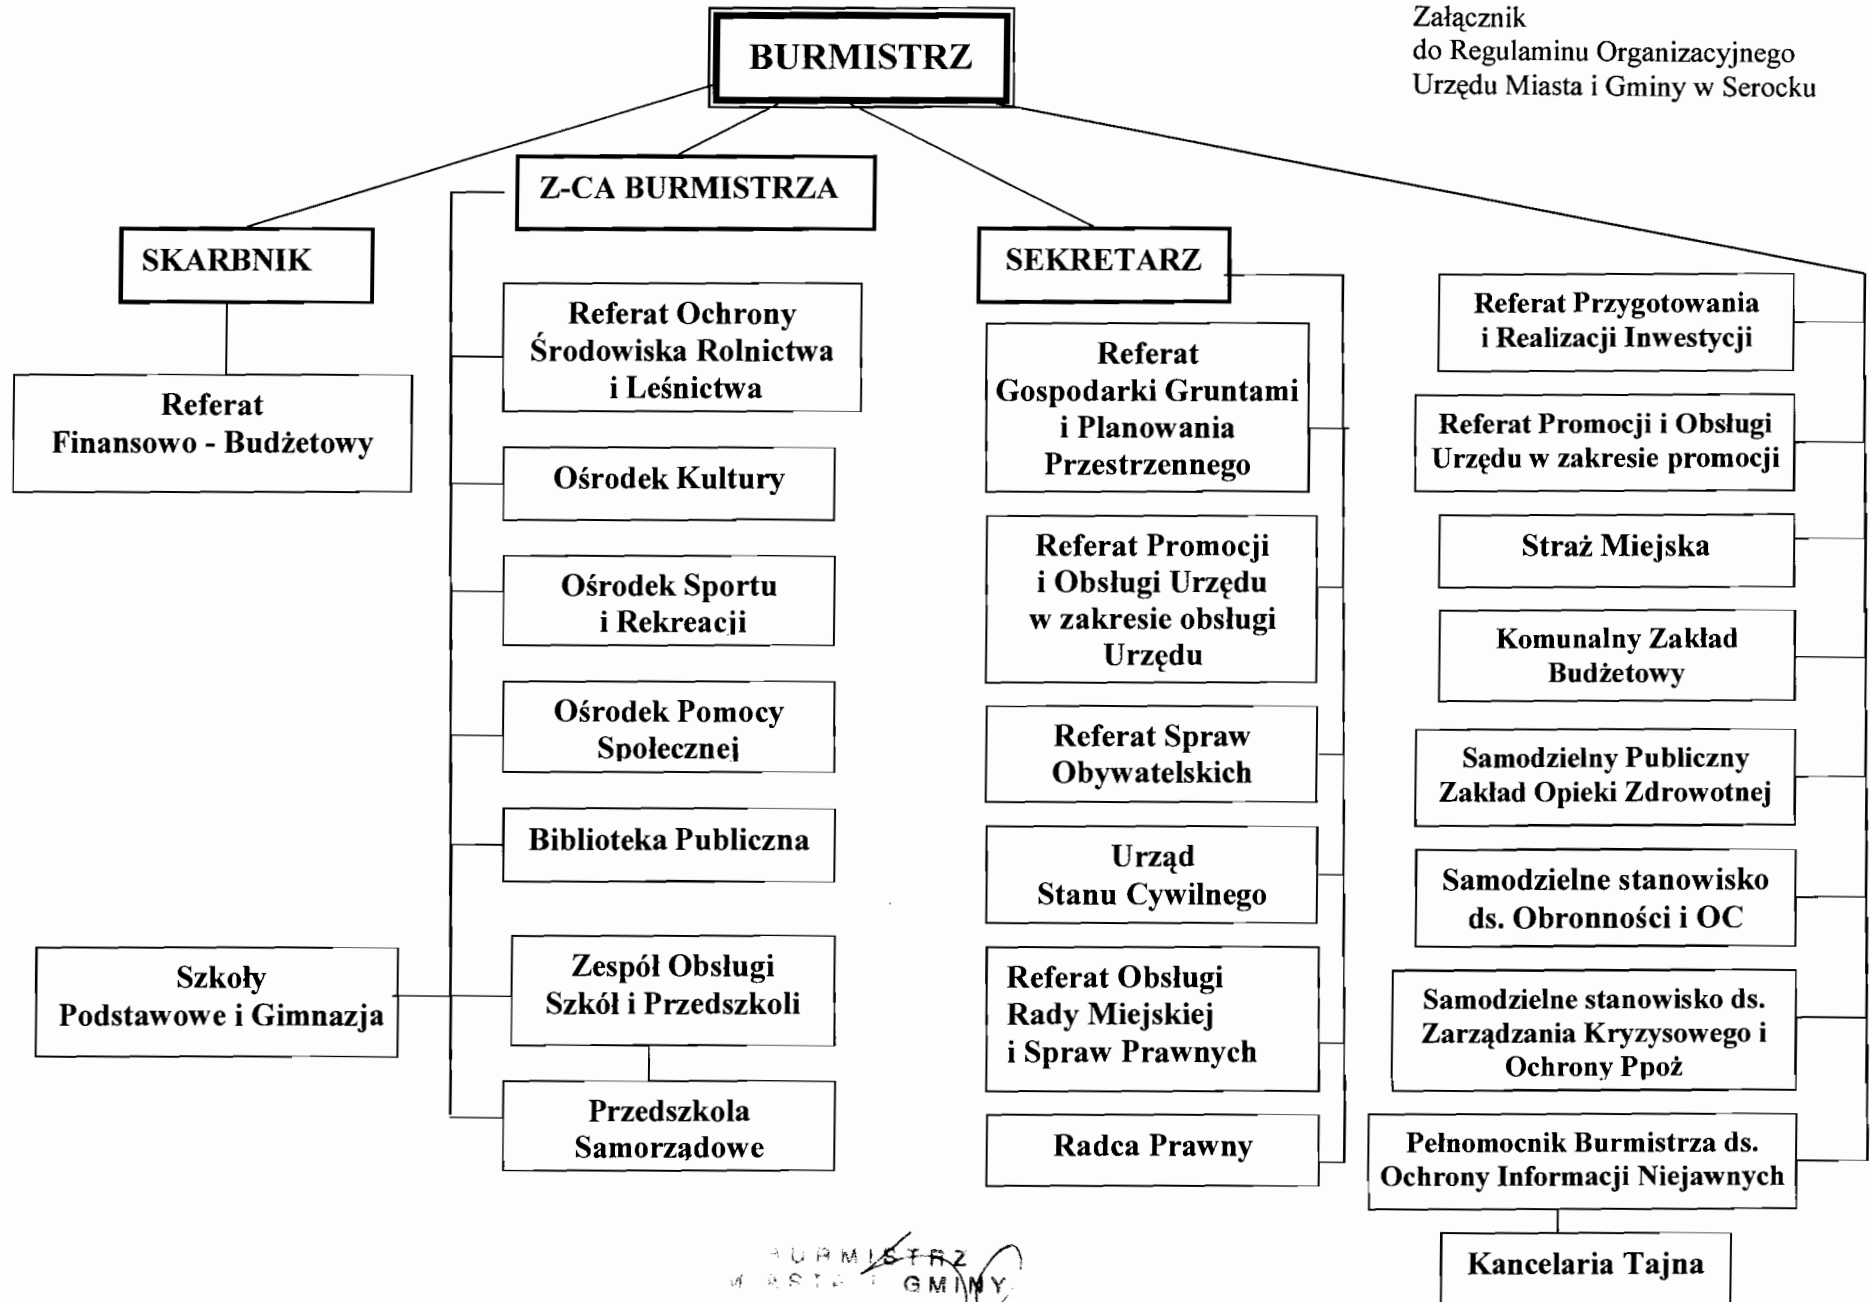 Załącznik
do Regulaminu Organizacyjnego
Urzędu Miasta i Gminy w Serocku
BURMISTRZ
Z-CA BURMISTRZA
SKARBNIK
SEKRETARZ
Referat
Finansowo - Budżetowy
Referat Ochrony
Środowiska Rolnictwa
i Leśnictwa
Ośrodek Kultury
Ośrodek Sportu
i Rekreacji
Ośrodek Pomocy
Społecznej
Biblioteka Publiczna
Szkoły
Podstawowe i Gimnazja
Zespół Obsługi
Szkół i Przedszkoli
Przedszkola
Samorządowe
Referat
Gospodarki Gruntami
i Planowania
Przestrzennego
Referat Promocji
i Obsługi Urzędu
w zakresie obsługi
Urzędu
Referat Spraw
Obywatelskich
Urząd
Stanu Cywilnego
Referat Obsługi
Rady Miejskiej
i Spraw Prawnych
Radca Prawny
Referat Przygotowania
i Realizacji Inwestycji
Referat Promocji i Obsługi
Urzędu w zakresie promocji
Straż Miejska
Komunalny Zakład
Budżetowy
Samodzielny Publiczny
Zakład Opieki Zdrowotnej
Samodzielne stanowisko
ds. Obronności i OC
Samodzielne stanowisko ds.
Zarządzania Kryzysowego i
Ochrony Ppoż
Pełnomocnik Burmistrza ds.
Ochrony Informacji Niejawnych
Kancelaria Tajna
BURMISTRZ
MIASTA I GMINY